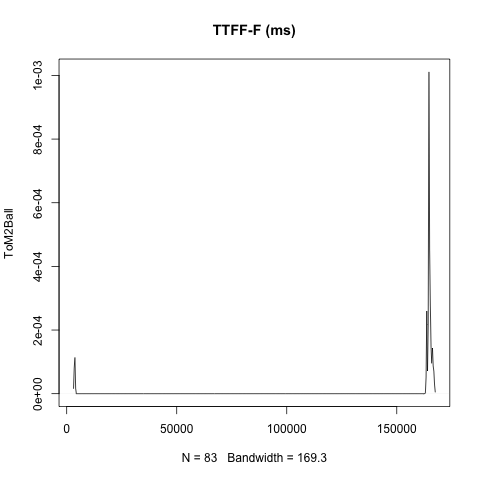 TTFF-F (ms)
ToM2Ball
1e-03
8e-04
6e-04
4e-04
2e-04
0e+00
0 50000 100000 150000
N = 83 Bandwidth = 169.3